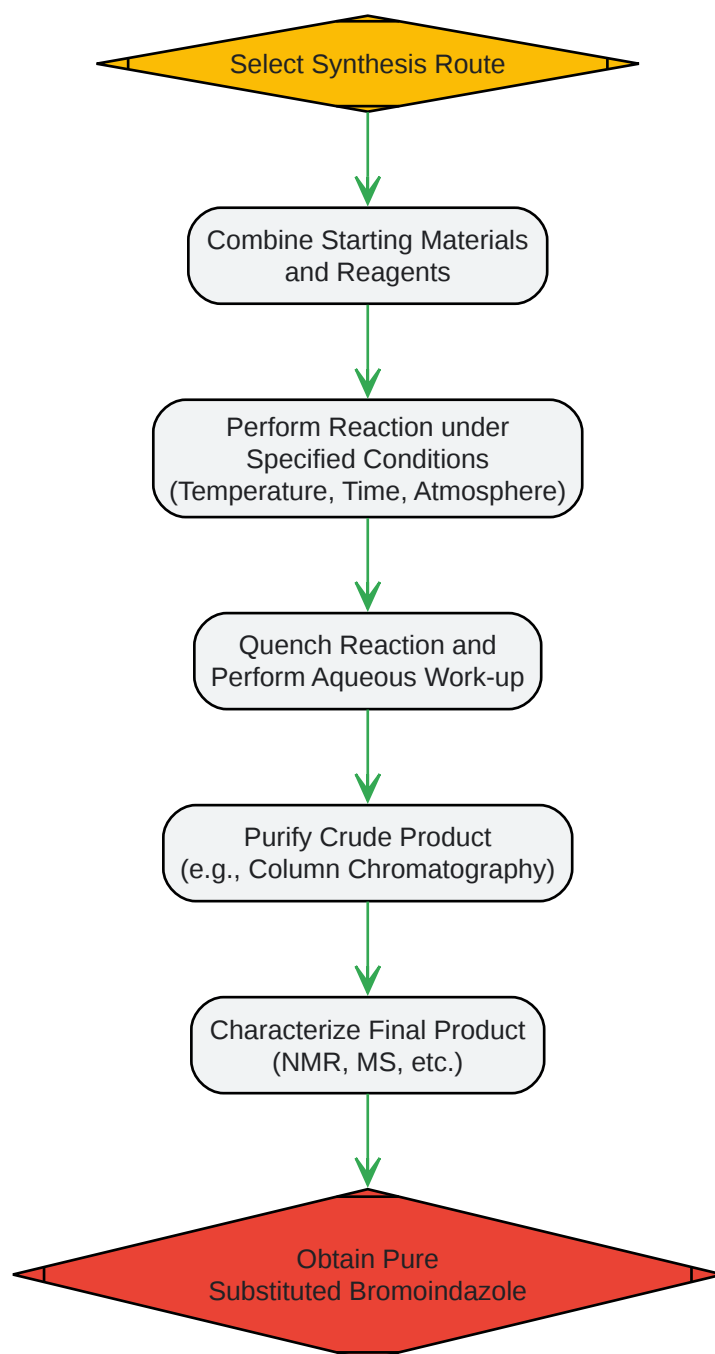 Select Synthesis Route
Combine Starting Materials
and Reagents
Perform Reaction under
Specified Conditions
(Temperature, Time, Atmosphere)
Quench Reaction and
Perform Aqueous Work-up
Purify Crude Product
(e.g., Column Chromatography)
Characterize Final Product
(NMR, MS, etc.)
Obtain Pure
Substituted Bromoindazole